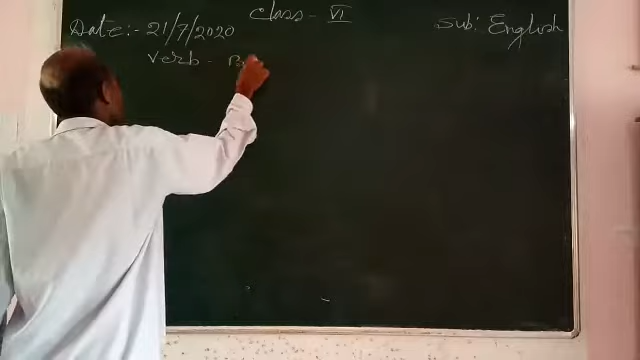 Class - VI
Date:- 21/7/2020
Sub: English
Verb -